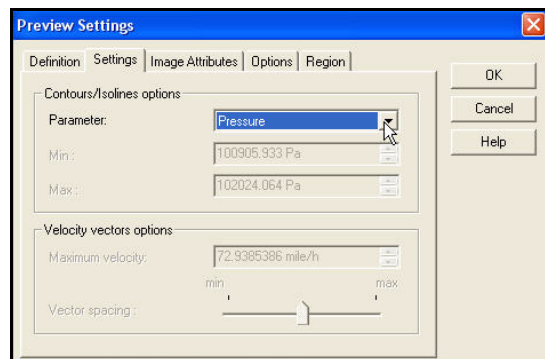 Preview Settings
Definition Settings Image Attributes Options Region
OK
Cancel
Help
Contours/Isolines options
Parameter: Pressure
Min : 100905.933 Pa
Max : 102024.064 Pa
Velocity vectors options
Maximum velocity: 72.9385386 mile/h
min max
Vector spacing :